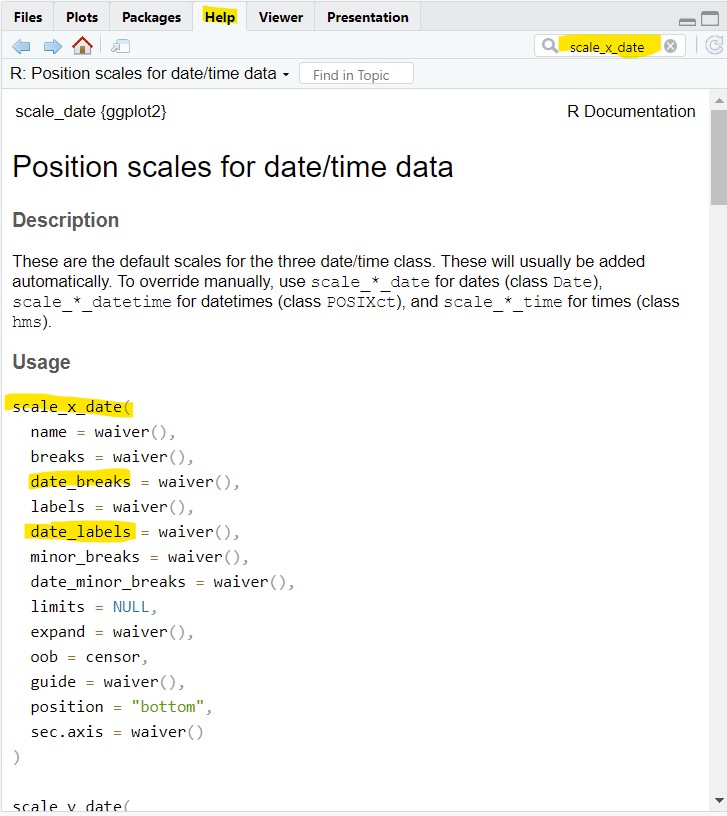 Files Plots Packages Help Viewer Presentation
scale_x_date
R: Position scales for date/time data Find in Topic
scale_date {ggplot2} R Documentation
Position scales for date/time data
Description
These are the default scales for the three date/time class. These will usually be added
automatically. To override manually, use scale_*_date for dates (class Date),
scale_*_datetime for datetimes (class POSIXct), and scale_*_time for times (class
hms).
Usage
scale_x_date(
name = waiver(),
breaks = waiver(),
date_breaks = waiver(),
labels = waiver(),
date_labels = waiver(),
minor_breaks = waiver(),
date_minor_breaks = waiver(),
limits = NULL,
expand = waiver(),
oob = censor,
guide = waiver(),
position = "bottom",
sec.axis = waiver()
)
scale_y_date(